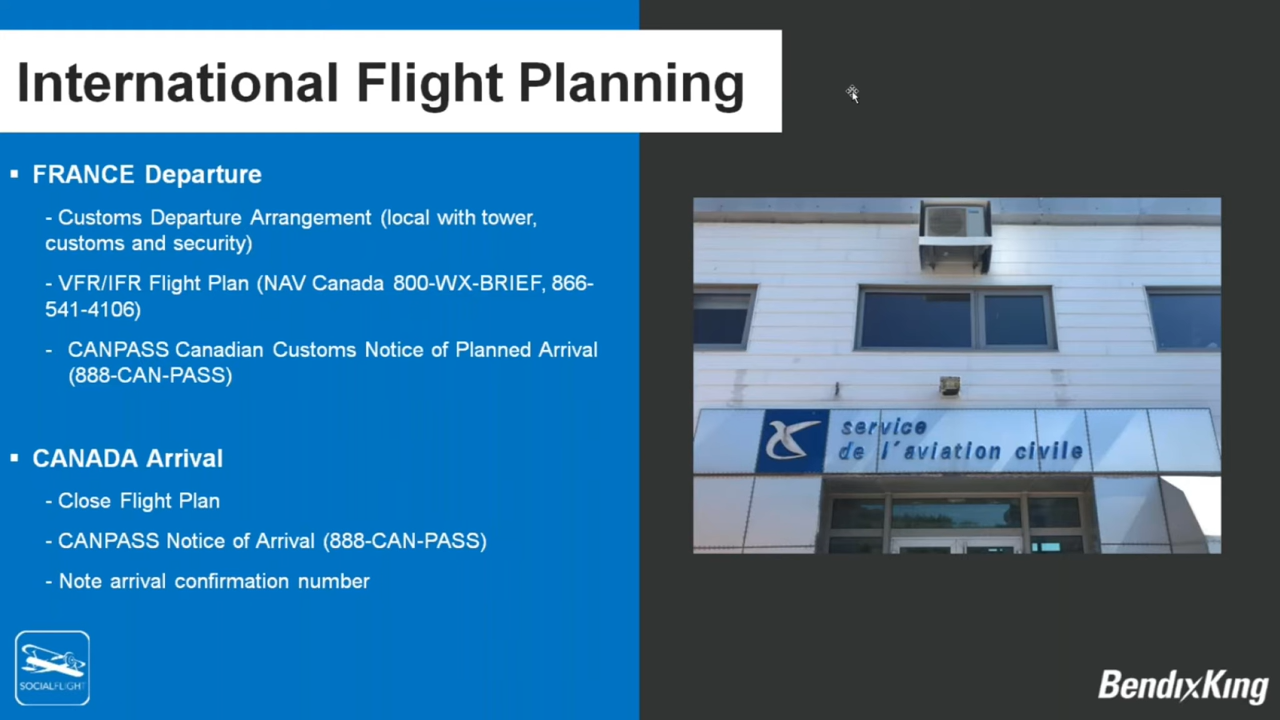 International Flight Planning
▪ FRANCE Departure
- Customs Departure Arrangement (local with tower,
customs and security)
- VFR/IFR Flight Plan (NAV Canada 800-WX-BRIEF, 866-
541-4106)
- CANPASS Canadian Customs Notice of Planned Arrival
(888-CAN-PASS)
▪ CANADA Arrival
- Close Flight Plan
- CANPASS Notice of Arrival (888-CAN-PASS)
- Note arrival confirmation number
service
de l'aviation civile
SOCIALFLIGHT
BendixKing